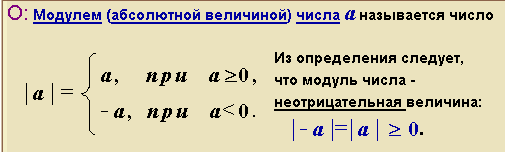 О: Модулем (абсолютной величиной) числа a называется число
|a| = { a, при a ≥ 0,
-a, при a < 0.
Из определения следует,
что модуль числа -
неотрицательная величина:
|-a|=|a| ≥ 0.